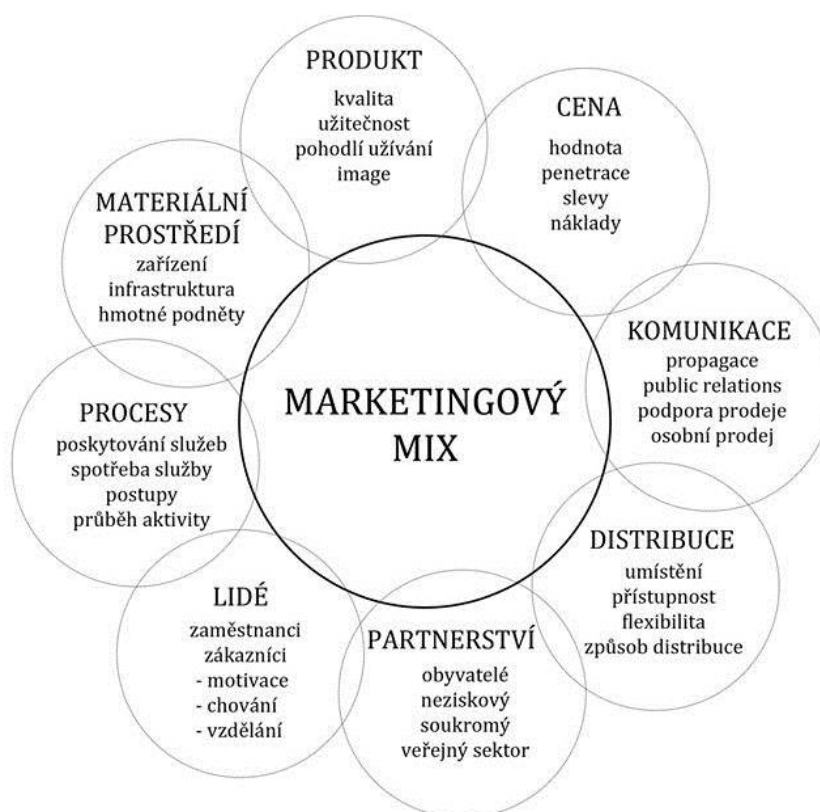 PRODUKT
kvalita
užitečnost
pohodlí užívání
image
CENA
hodnota
penetrace
slevy
náklady
KOMUNIKACE
propagace
public relations
podpora prodeje
osobní prodej
DISTRIBUCE
umístění
přístupnost
flexibilita
způsob distribuce
PARTNERSTVÍ
obyvatelé
neziskový
soukromý
veřejný sektor
LIDÉ
zaměstnanci
zákazníci
- motivace
- chování
- vzdělání
PROCESY
poskytování služeb
spotřeba služby
postupy
průběh aktivity
MATERIÁLNÍ
PROSTŘEDÍ
zařízení
infrastruktura
hmotné podněty
MARKETINGOVÝ
MIX